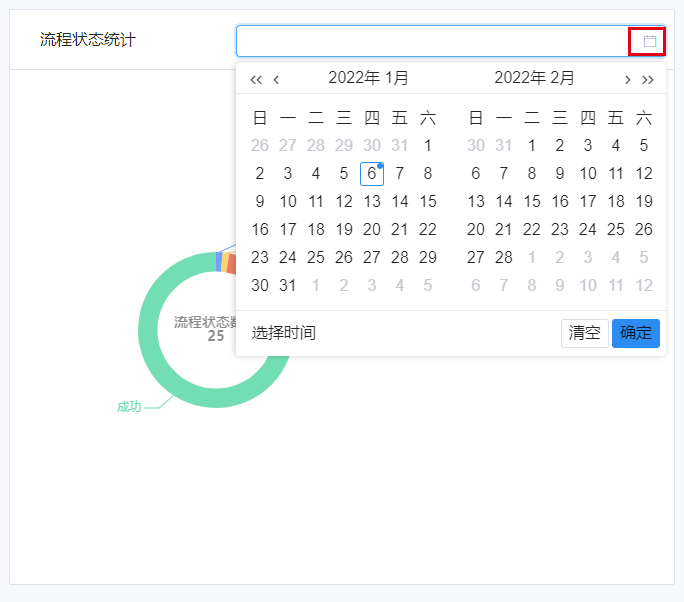 流程状态统计
2022年 1月 2022年 2月
日 一 二 三 四 五 六 日 一 二 三 四 五 六
26 27 28 29 30 31 1 30 31 1 2 3 4 5
2 3 4 5 6 7 8 6 7 8 9 10 11 12
9 10 11 12 13 14 15 13 14 15 16 17 18 19
16 17 18 19 20 21 22 20 21 22 23 24 25 26
23 24 25 26 27 28 29 27 28 1 2 3 4 5
30 31 1 2 3 4 5 6 7 8 9 10 11 12
流程状态数
25
选择时间 清空 确定
成功